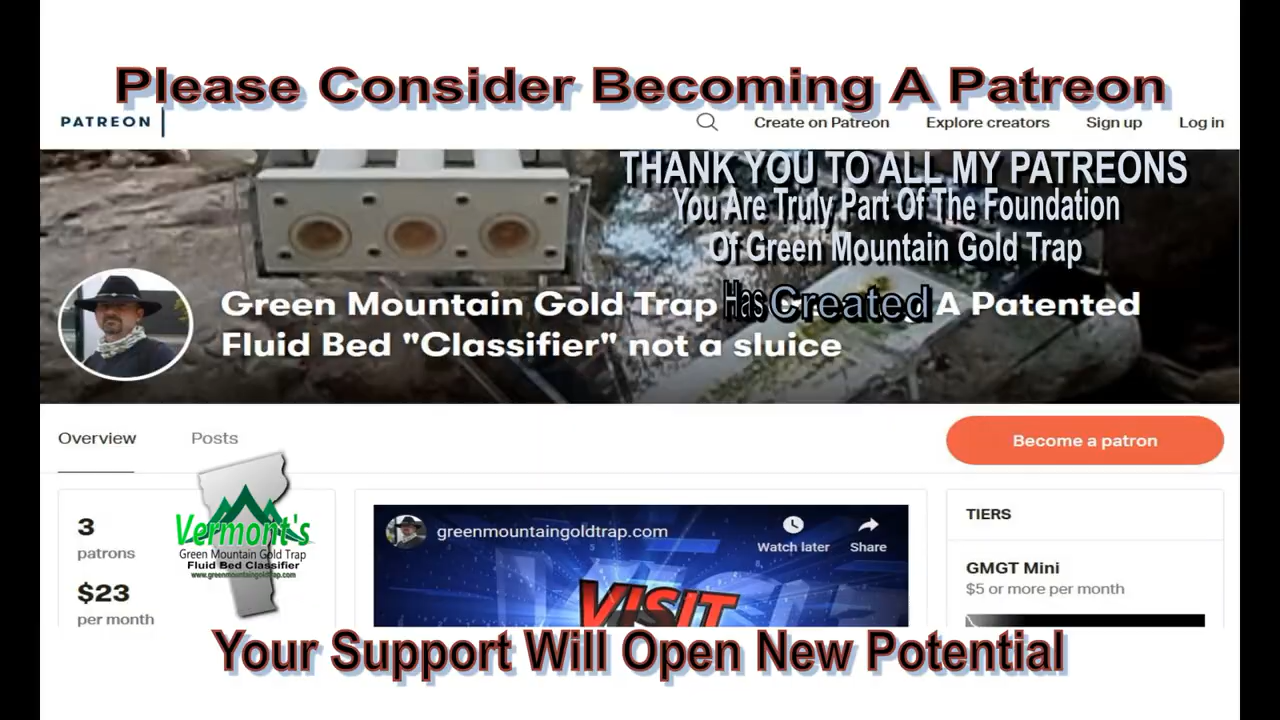 Please Consider Becoming A Patreon
PATREON
Create on Patreon
Explore creators
Sign up
Log in
THANK YOU TO ALL MY PATREONS
You Are Truly Part Of The Foundation
Of Green Mountain Gold Trap
Green Mountain Gold Trap Has Created A Patented
Fluid Bed "Classifier" not a sluice
Overview
Posts
Become a patron
3
patrons
$23
per month
Vermont's
Green Mountain Gold Trap
Fluid Bed Classifier
www.greenmountaingoldtrap.com
greenmountaingoldtrap.com
Watch later
Share
VISIT
TIERS
GMGT Mini
$5 or more per month
Your Support Will Open New Potential